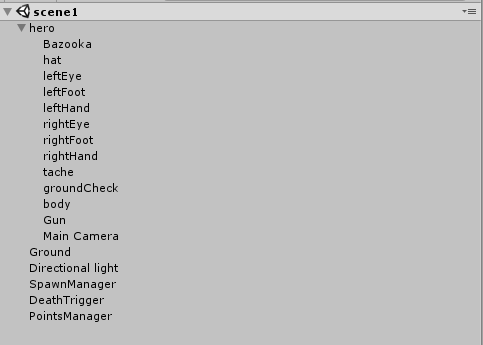 scene1
hero
Bazooka
hat
leftEye
leftFoot
leftHand
rightEye
rightFoot
rightHand
tache
groundCheck
body
Gun
Main Camera
Ground
Directional light
SpawnManager
DeathTrigger
PointsManager